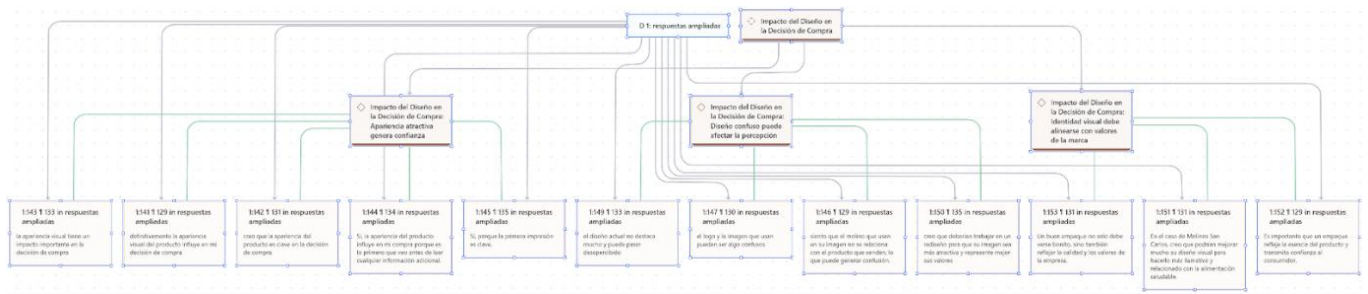 D 1: respuestas ampliadas
Impacto del Diseño en
la Decisión de Compra
Impacto del Diseño en
la Decisión de Compra:
Apariencia atractiva
genera confianza
Impacto del Diseño en
la Decisión de Compra:
Diseño confuso puede
afectar la percepción
Impacto del Diseño en
la Decisión de Compra:
Identidad visual debe
alinearse con valores
de la marca
1:143 ¶ 133 in respuestas
ampliadas
la apariencia visual tiene un
impacto importante en la
decisión de compra
1:141 ¶ 129 in respuestas
ampliadas
definitivamente la apariencia
visual del producto influye en mi
decisión de compra
1:142 ¶ 131 in respuestas
ampliadas
creo que la apariencia del
producto es clave en la decisión
de compra
1:144 ¶ 134 in respuestas
ampliadas
Sí, la apariencia del producto
influye en mi compra porque es
lo primero que veo antes de leer
cualquier información adicional.
1:145 ¶ 135 in respuestas
ampliadas
Sí, porque la primera impresión
es clave.
1:149 ¶ 133 in respuestas
ampliadas
el diseño actual no destaca
mucho y puede pasar
desapercibido
1:147 ¶ 130 in respuestas
ampliadas
el logo y la imagen que usan
pueden ser algo confusos
1:146 ¶ 129 in respuestas
ampliadas
siento que el molino que usan
en su imagen no se relaciona
con el producto que venden, lo
que puede generar confusión.
1:150 ¶ 135 in respuestas
ampliadas
creo que deberían trabajar en un
rediseño para que su imagen sea
más atractiva y represente mejor
sus valores
1:153 ¶ 131 in respuestas
ampliadas
Un buen empaque no solo debe
verse bonito, sino también
reflejar la calidad y los valores de
la empresa.
1:151 ¶ 131 in respuestas
ampliadas
En el caso de Molinos San
Carlos, creo que podrían mejorar
mucho su diseño visual para
hacerlo más llamativo y
relacionado con la alimentación
saludable.
1:152 ¶ 129 in respuestas
ampliadas
Es importante que un empaque
refleje la esencia del producto y
transmita confianza al
consumidor.